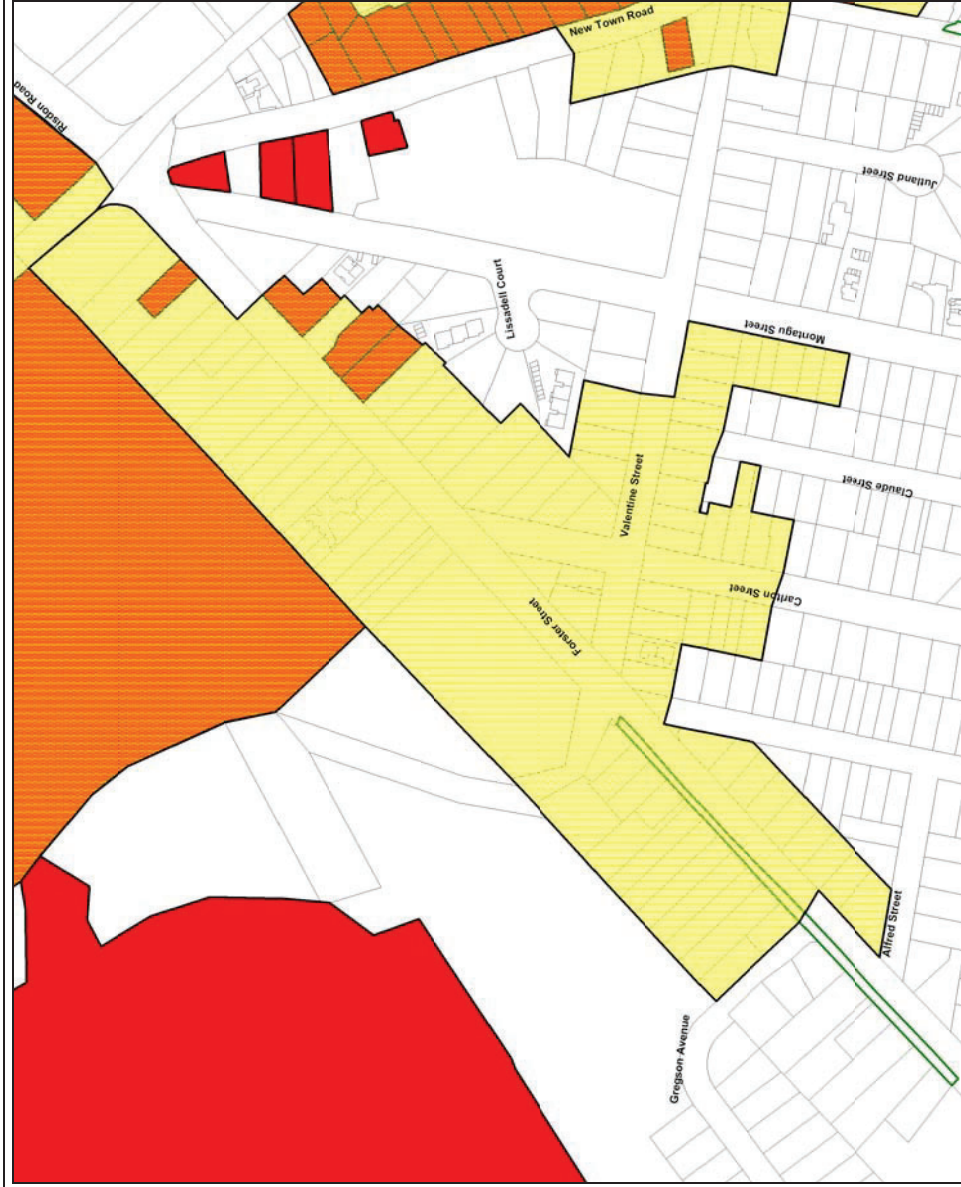 New Town Road
Risdon Road
Jutland Street
Lissadell Court
Montagu Street
Valentine Street
Claude Street
Carlton Street
Forster Street
Alfred Street
Gregson Avenue